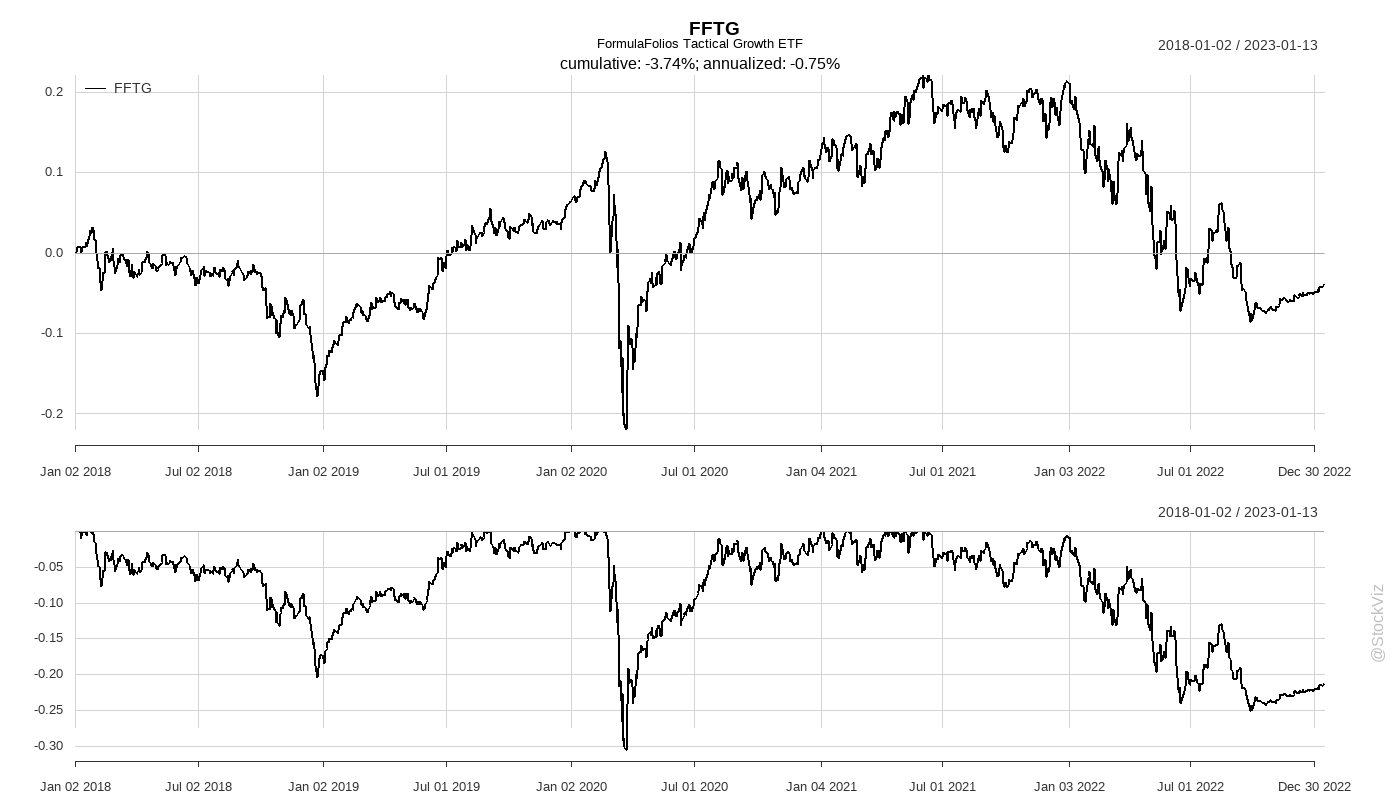 FFTG
FormulaFolios Tactical Growth ETF
2018-01-02 / 2023-01-13
cumulative: -3.74%; annualized: -0.75%
FFTG
0.2
0.1
0.0
-0.1
-0.2
Jan 02 2018 Jul 02 2018 Jan 02 2019 Jul 01 2019 Jan 02 2020 Jul 01 2020 Jan 04 2021 Jul 01 2021 Jan 03 2022 Jul 01 2022 Dec 30 2022
2018-01-02 / 2023-01-13
-0.05
-0.10
-0.15
-0.20
-0.25
-0.30
Jan 02 2018 Jul 02 2018 Jan 02 2019 Jul 01 2019 Jan 02 2020 Jul 01 2020 Jan 04 2021 Jul 01 2021 Jan 03 2022 Jul 01 2022 Dec 30 2022
@StockViz